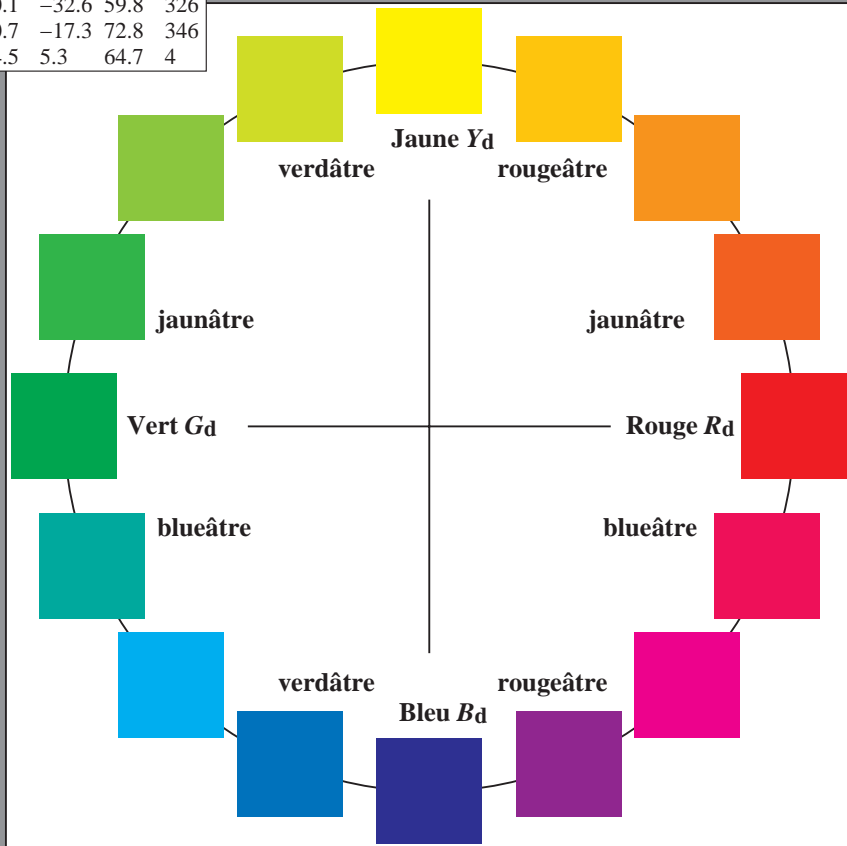 −32.6 59.8 326
−17.3 72.8 346
5.3 64.7 4
Jaune Yd
verdâtre rougeâtre
jaunâtre jaunâtre
Vert Gd Rouge Rd
blueâtre blueâtre
verdâtre rougeâtre
Bleu Bd